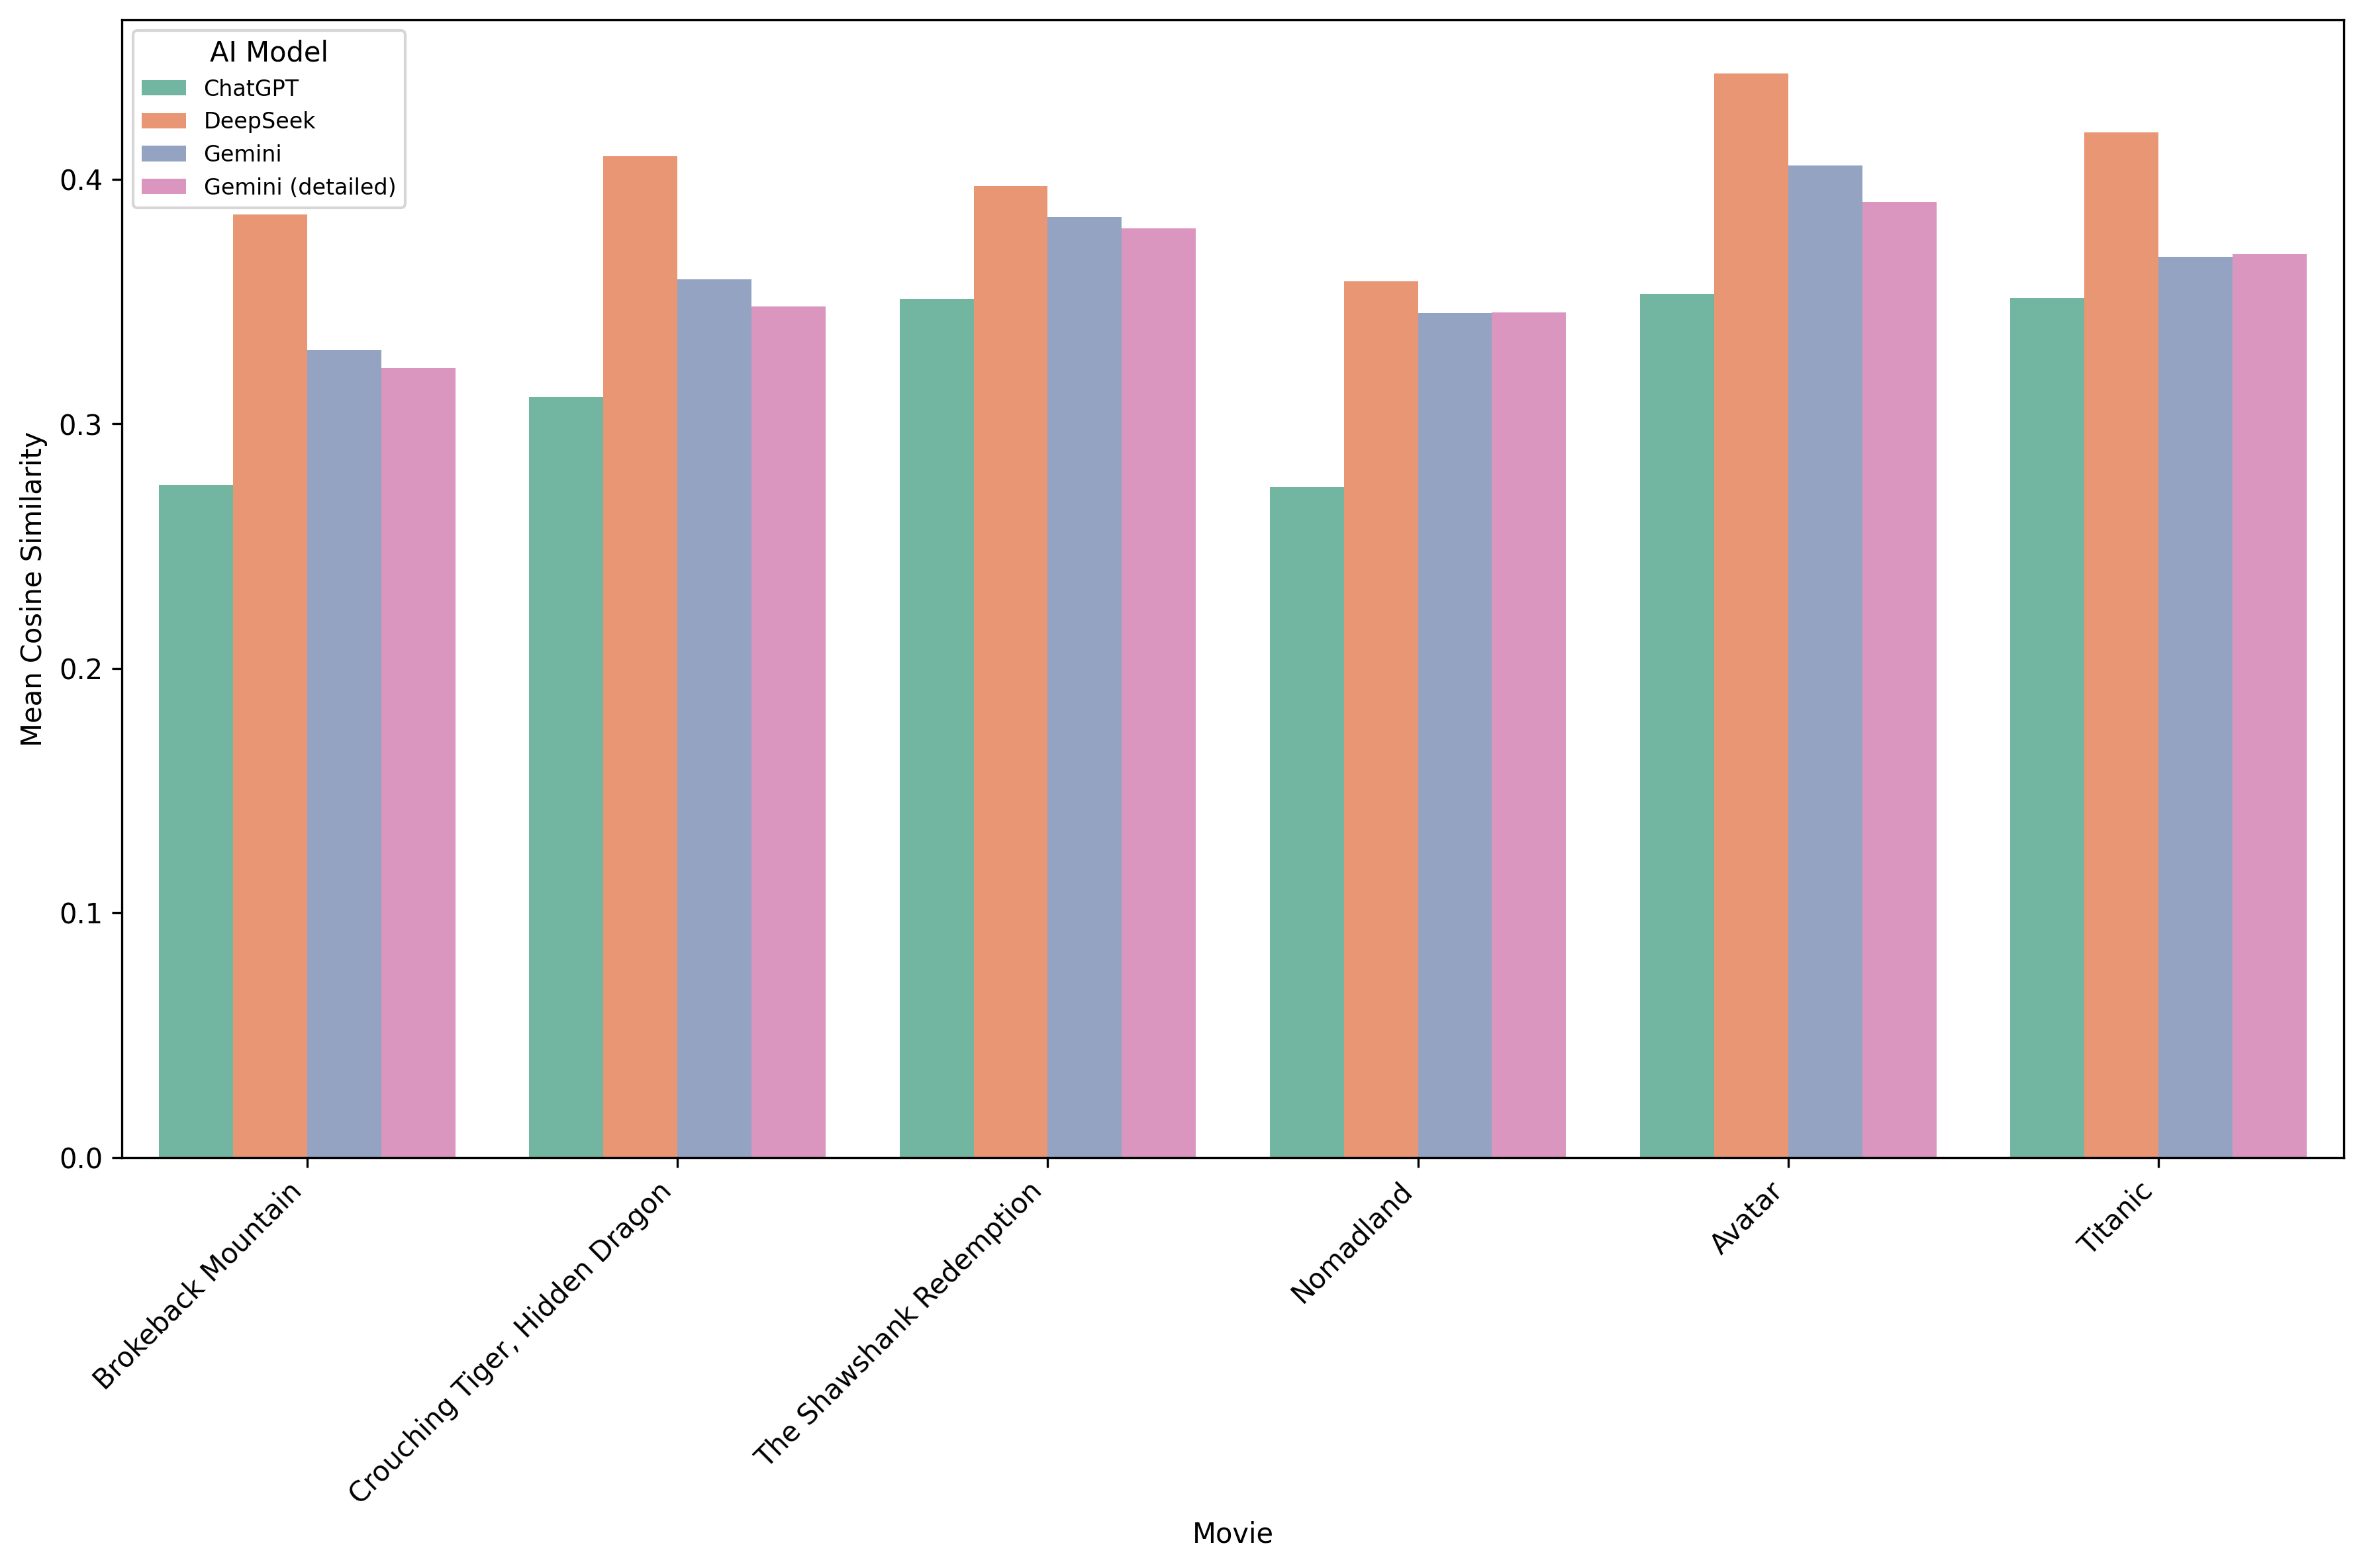 AI Model
ChatGPT
DeepSeek
Gemini
Gemini (detailed)
Mean Cosine Similarity
0.4
0.3
0.2
0.1
0.0
Brokeback Mountain
Crouching Tiger, Hidden Dragon
The Shawshank Redemption
Nomadland
Avatar
Titanic
Movie